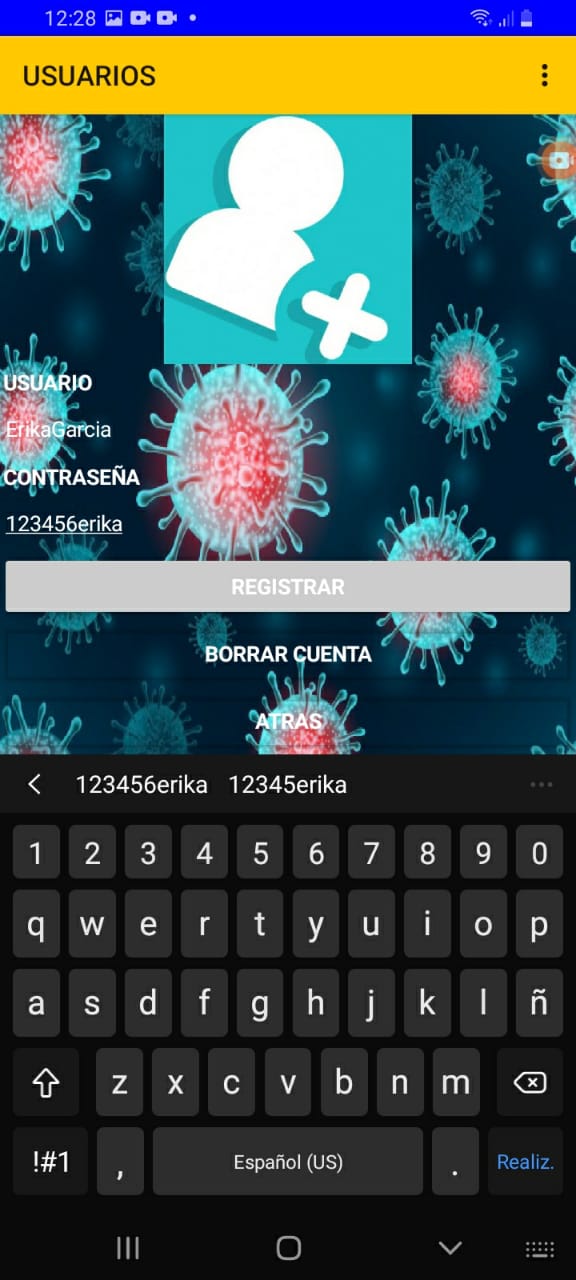 12:28
USUARIOS
USUARIO
ErikaGarcia
CONTRASEÑA
123456erika
REGISTRAR
BORRAR CUENTA
ATRAS
123456erika 12345erika
1 2 3 4 5 6 7 8 9 0
q w e r t y u i o p
a s d f g h j k l ñ
z x c v b n m
!#1 , Español (US) . Realiz.